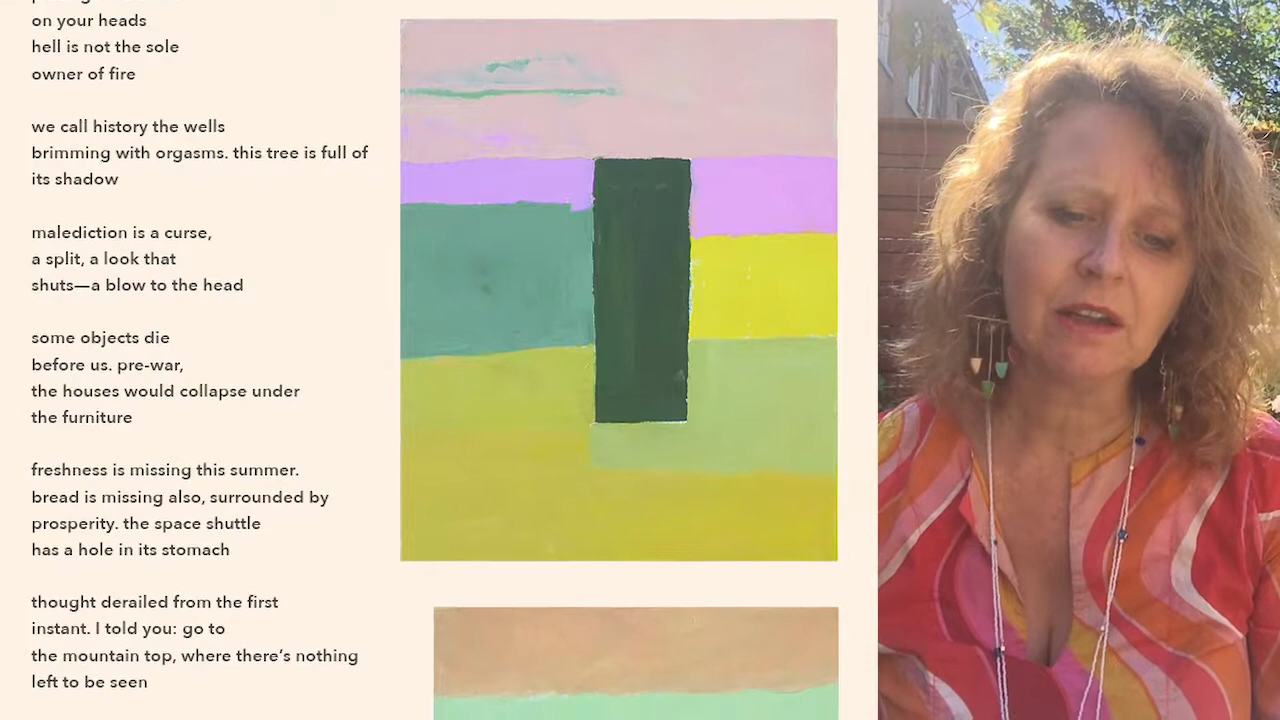 on your heads
hell is not the sole
owner of fire
we call history the wells
brimming with orgasms. this tree is full of
its shadow
malediction is a curse,
a split, a look that
shuts—a blow to the head
some objects die
before us. pre-war,
the houses would collapse under
the furniture
freshness is missing this summer.
bread is missing also, surrounded by
prosperity. the space shuttle
has a hole in its stomach
thought derailed from the first
instant. I told you: go to
the mountain top, where there’s nothing
left to be seen